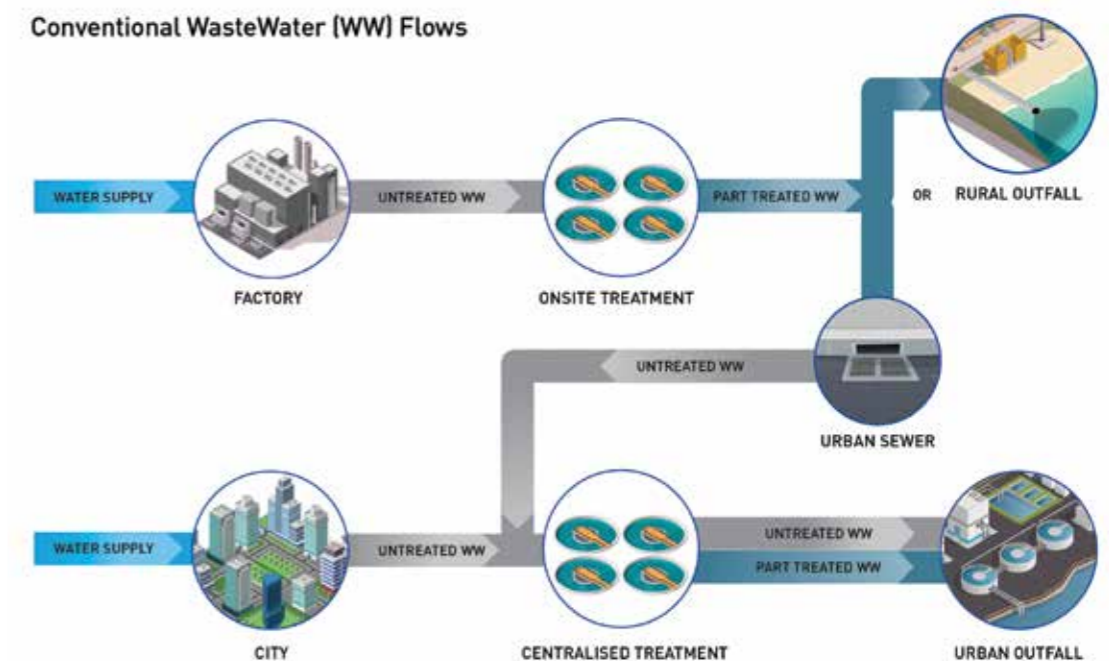 Conventional WasteWater (WW) Flows
WATER SUPPLY
UNTREATED WW
PART TREATED WW
OR
RURAL OUTFALL
FACTORY
ONSITE TREATMENT
UNTREATED WW
URBAN SEWER
WATER SUPPLY
UNTREATED WW
UNTREATED WW
PART TREATED WW
CITY
CENTRALISED TREATMENT
URBAN OUTFALL